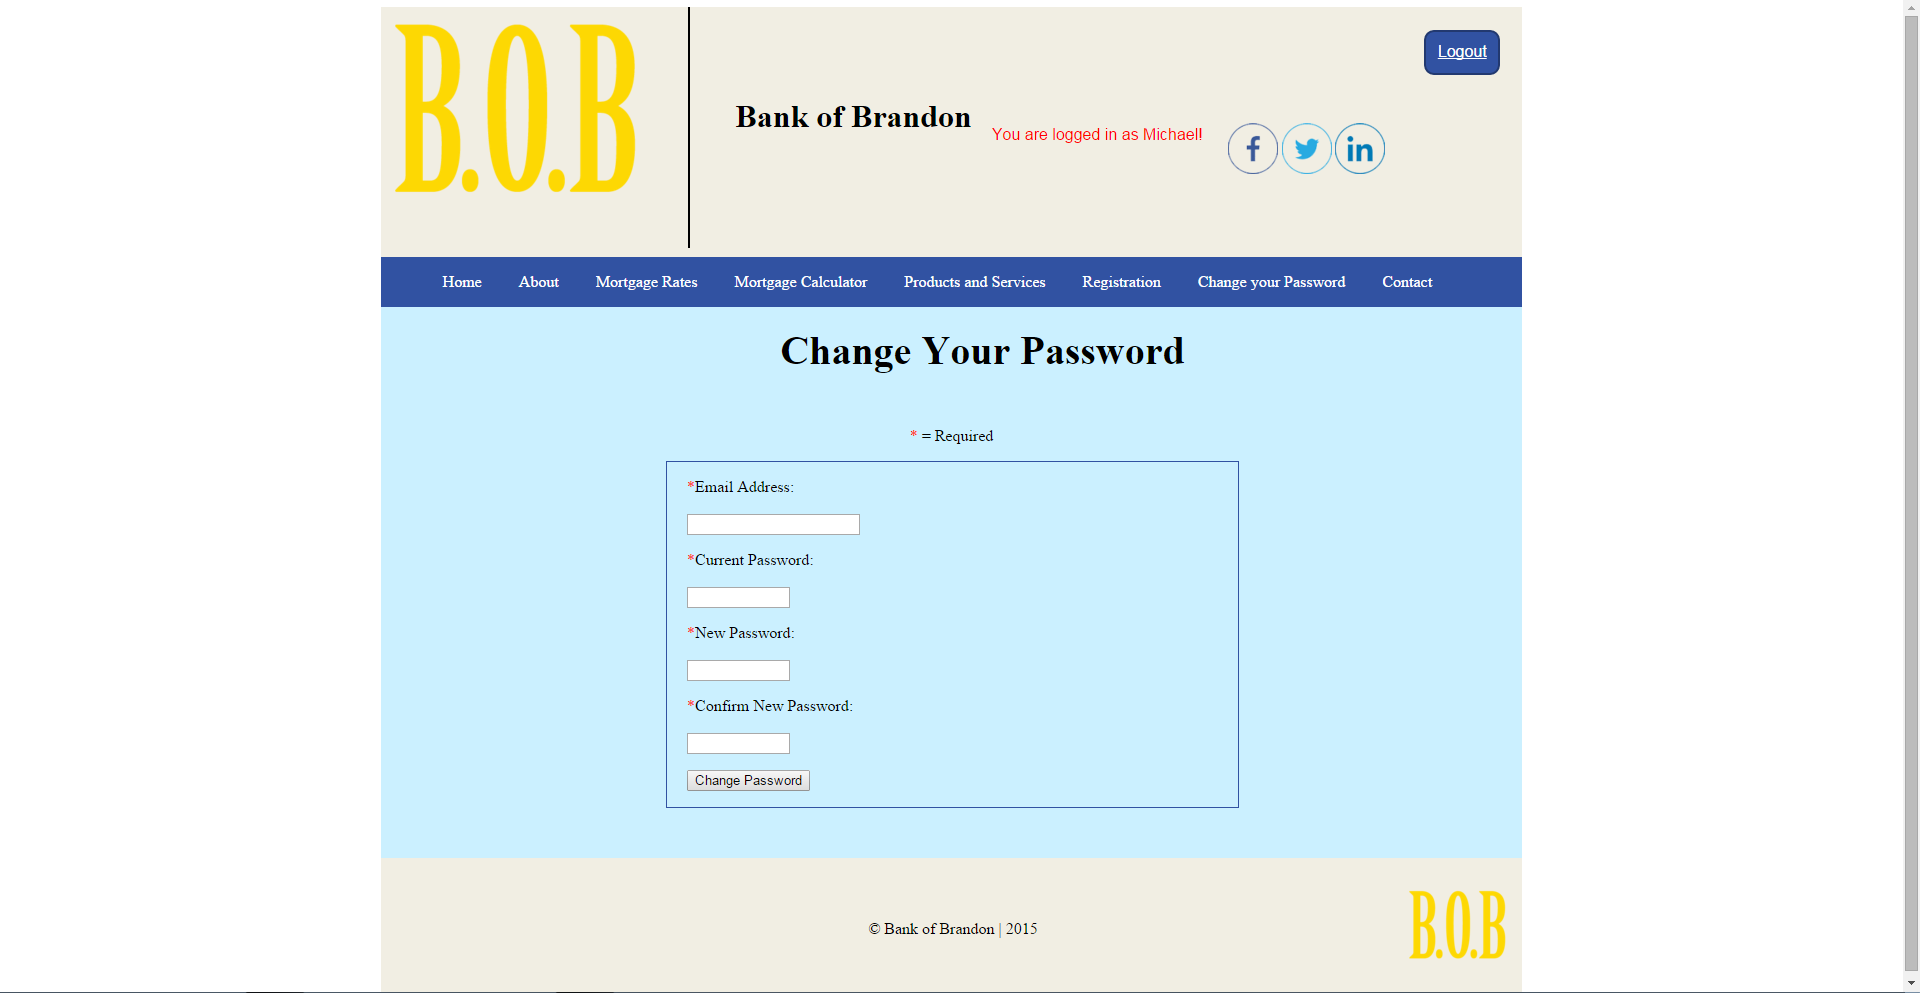 B.O.B
Logout
Bank of Brandon
You are logged in as Michael!
Home About Mortgage Rates Mortgage Calculator Products and Services Registration Change your Password Contact
Change Your Password
* = Required
*Email Address:
*Current Password:
*New Password:
*Confirm New Password:
Change Password
© Bank of Brandon | 2015
B.O.B